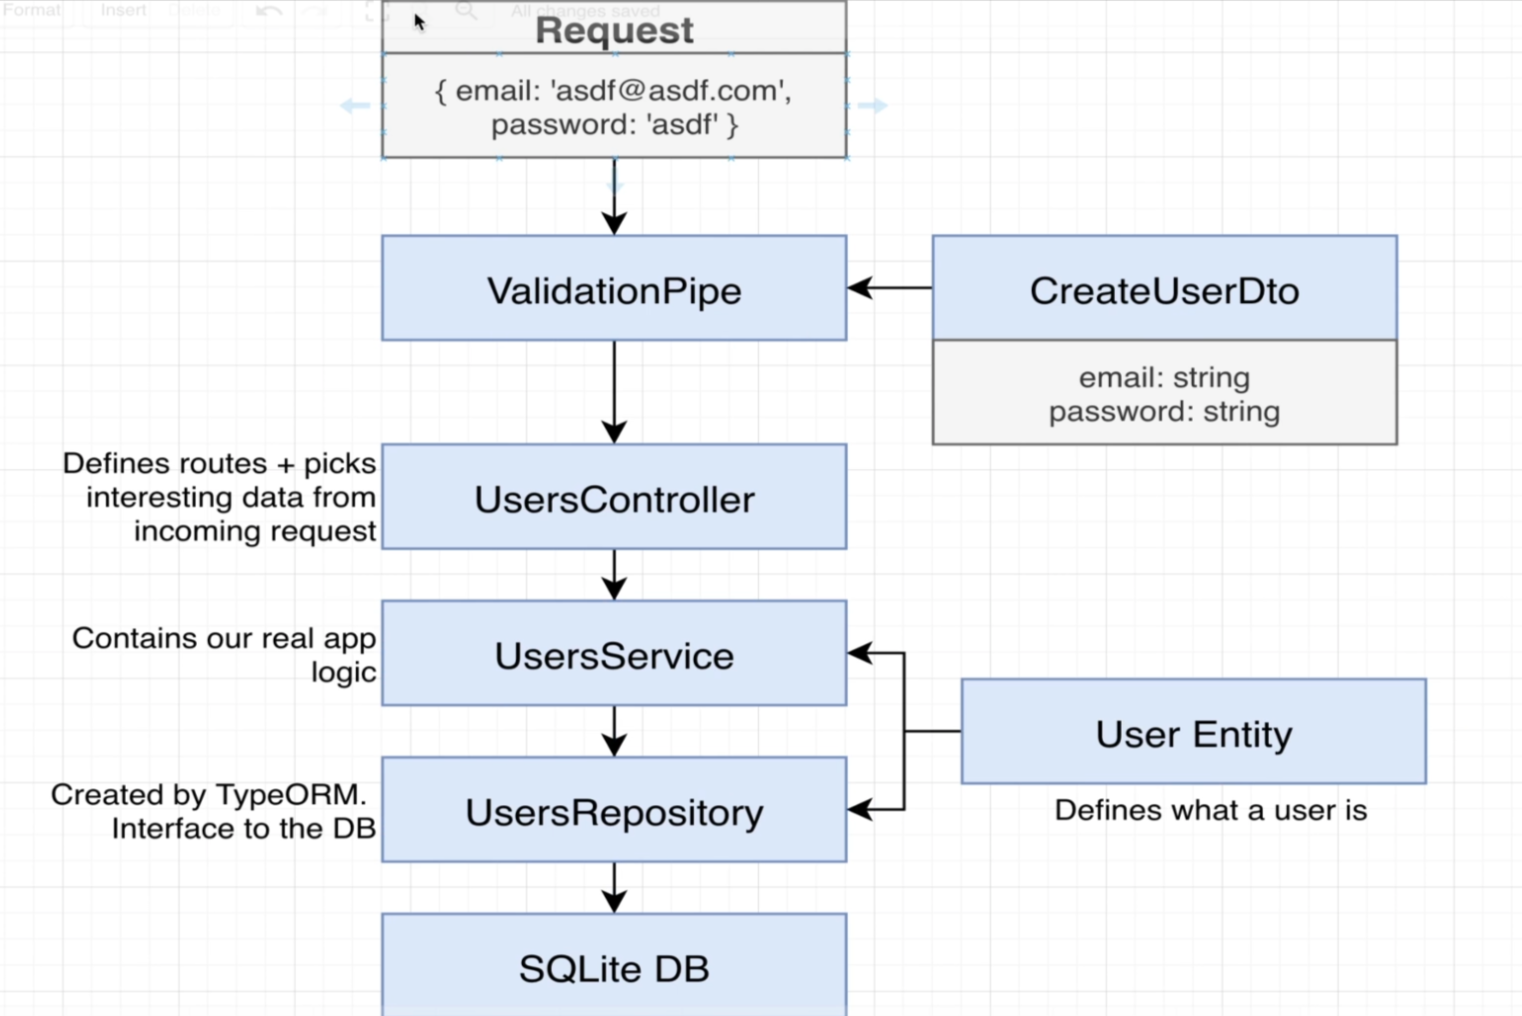 Format Insert Delete All changes saved
Request
{ email: 'asdf@asdf.com',
password: 'asdf' }
ValidationPipe
CreateUserDto
email: string
password: string
Defines routes + picks
interesting data from
incoming request
UsersController
Contains our real app
logic
UsersService
User Entity
Defines what a user is
Created by TypeORM.
Interface to the DB
UsersRepository
SQLite DB